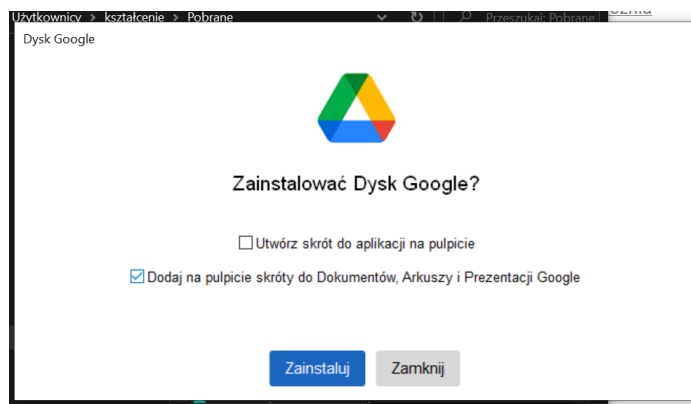 Użytkownicy > kształcenie > Pobrane
Przeszukaj: Pobrane
Dysk Google
Zainstalować Dysk Google?
Utwórz skrót do aplikacji na pulpicie
Dodaj na pulpicie skróty do Dokumentów, Arkuszy i Prezentacji Google
Zainstaluj
Zamknij